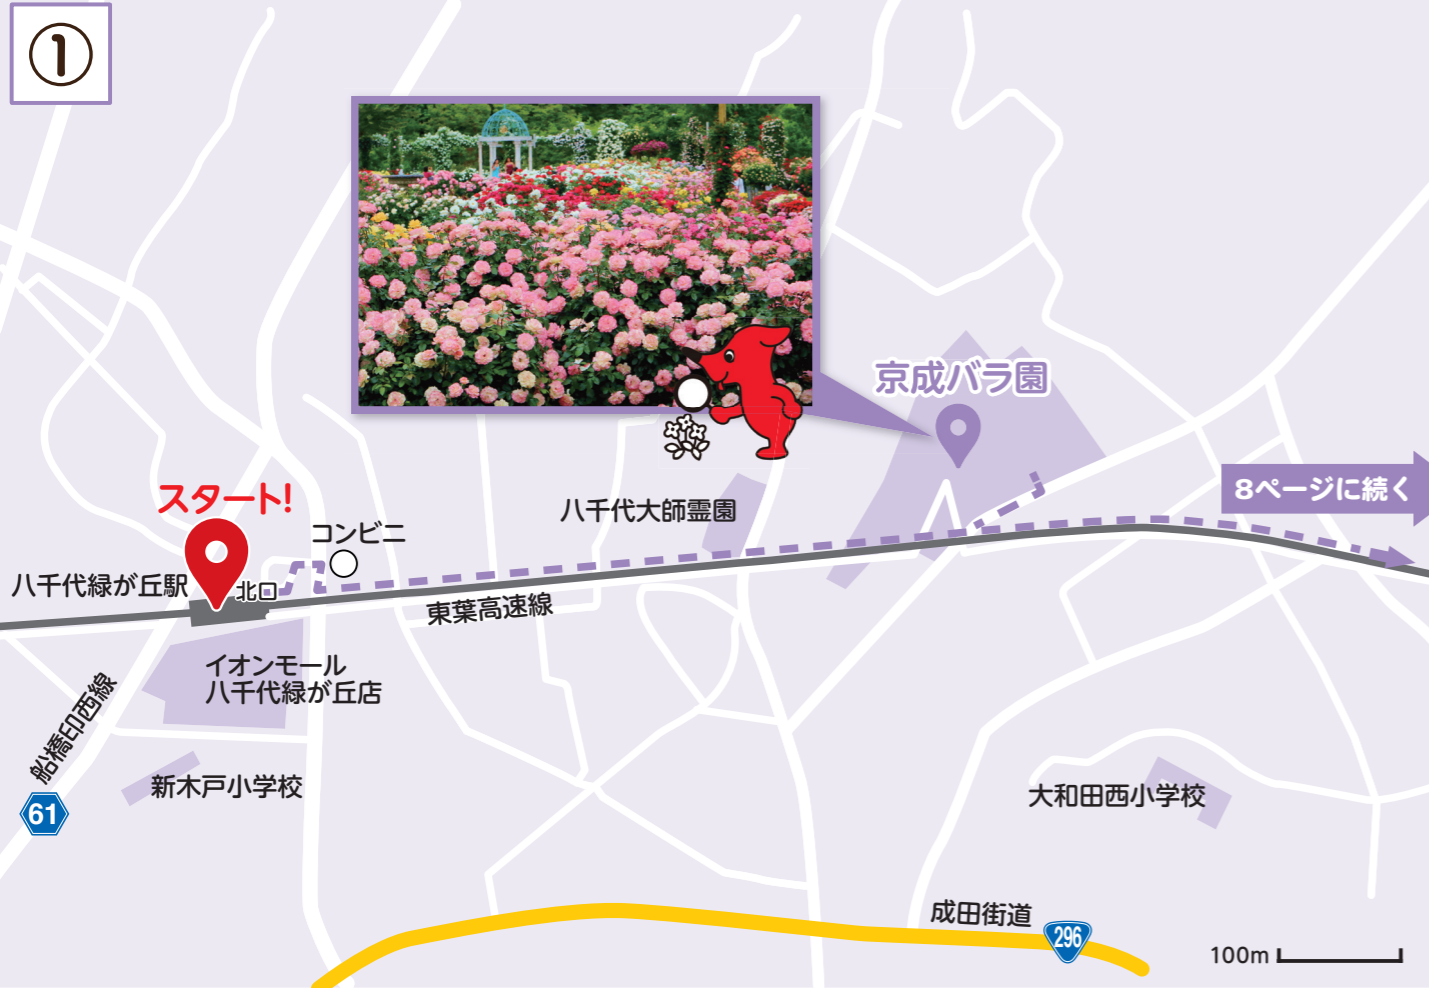 ①
京成バラ園
8ページに続く
スタート!
コンビニ
八千代大師霊園
八千代緑が丘駅
北口
東葉高速線
イオンモール
八千代緑が丘店
船橋印西線
新木戸小学校
61
大和田西小学校
成田街道
296
100m